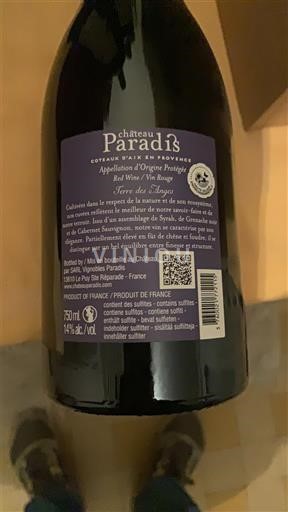 château
Paradis
COTEAUX D'AIX EN PROVENCE
Appellation d'Origine Protégée
Red Wine / Vin Rouge
Terre des Anges
Cultivées dans le respect de la nature et de son écosystème,
nos cuvées reflètent le meilleur de notre savoir-faire et de
notre terroir. Issu d'un assemblage de Syrah, de Grenache noir
et de Cabernet Sauvignon, notre vin se caractérise par son
élégance. Partiellement élevé en fût de chêne et foudre, il se
distingue par un bel équilibre entre finesse et structure.
VINIOU
Bottled by / Mis en bouteille au Château
par SARL Vignobles Paradis
13610 Le Puy Ste Réparade - France
www.chateauparadis.com
PRODUCT OF FRANCE / PRODUIT DE FRANCE
750 ml
14% alc./vol.
contient des sulfites - contains sulfites
contiene sulfitos - contiene solfiti -
enthält sulfite - bevat sulfieten -
indeholder sulfitter - sisältää sulfiitteja -
innehåller sulfiter